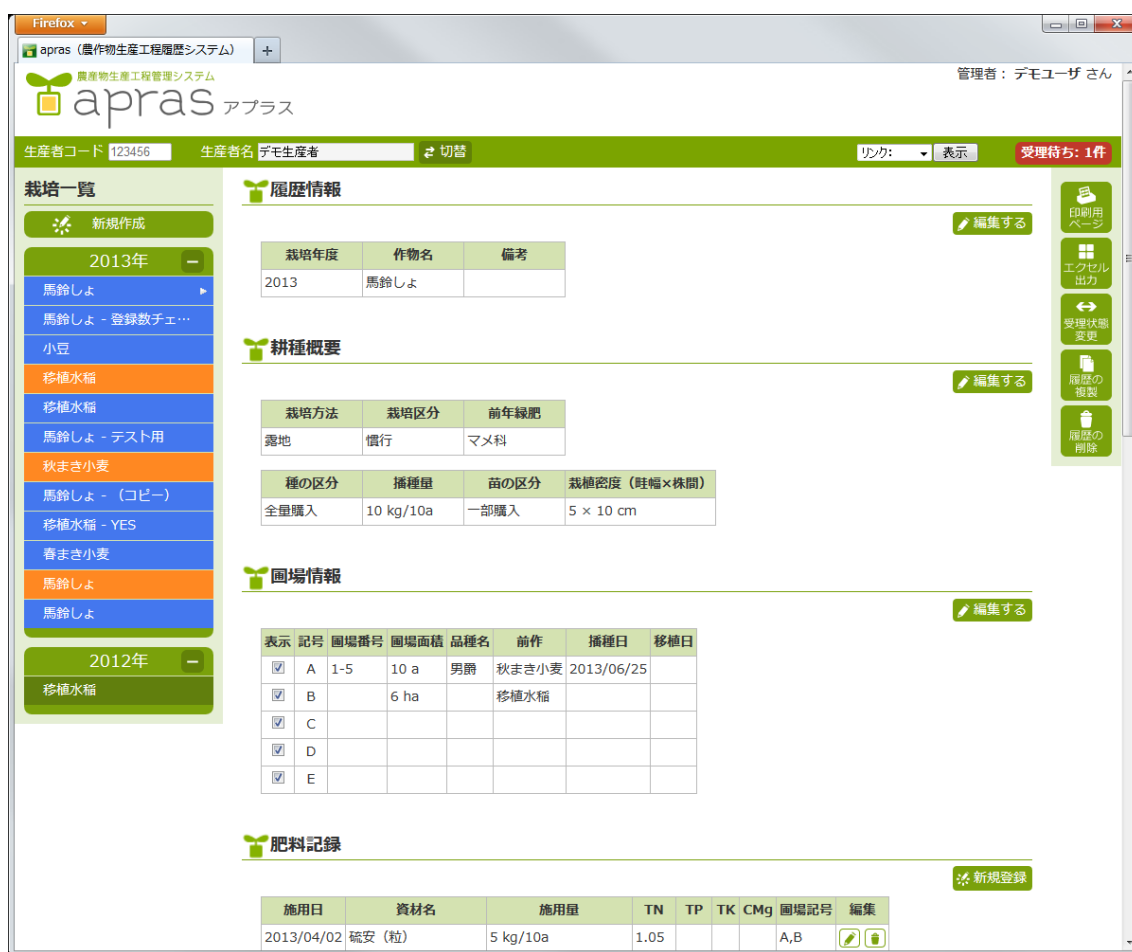 Firefox
apras（農作物生産工程履歴システム）
農産物生産工程管理システム
apras アプラス
管理者： デモユーザ さん
生産者コード 123456 生産者名 デモ生産者 切替 リンク: 表示 受理待ち: 1件
栽培一覧
新規作成
2013年
馬鈴しょ
馬鈴しょ - 登録数チェ…
小豆
移植水稲
移植水稲
馬鈴しょ - テスト用
秋まき小麦
馬鈴しょ - （コピー）
移植水稲 - YES
春まき小麦
馬鈴しょ
馬鈴しょ
2012年
移植水稲
履歴情報
編集する
栽培年度 作物名 備考
2013 馬鈴しょ
耕種概要
編集する
栽培方法 栽培区分 前年緑肥
露地 慣行 マメ科
種の区分 播種量 苗の区分 栽植密度（畦幅×株間）
全量購入 10 kg/10a 一部購入 5 × 10 cm
圃場情報
編集する
表示 記号 圃場番号 圃場面積 品種名 前作 播種日 移植日
A 1-5 10 a 男爵 秋まき小麦 2013/06/25
B 6 ha 移植水稲
C
D
E
肥料記録
新規登録
施用日 資材名 施用量 TN TP TK CMg 圃場記号 編集
2013/04/02 硫安（粒） 5 kg/10a 1.05 A,B
印刷用
ページ
エクセル
出力
受理状態
変更
履歴の
複製
履歴の
削除